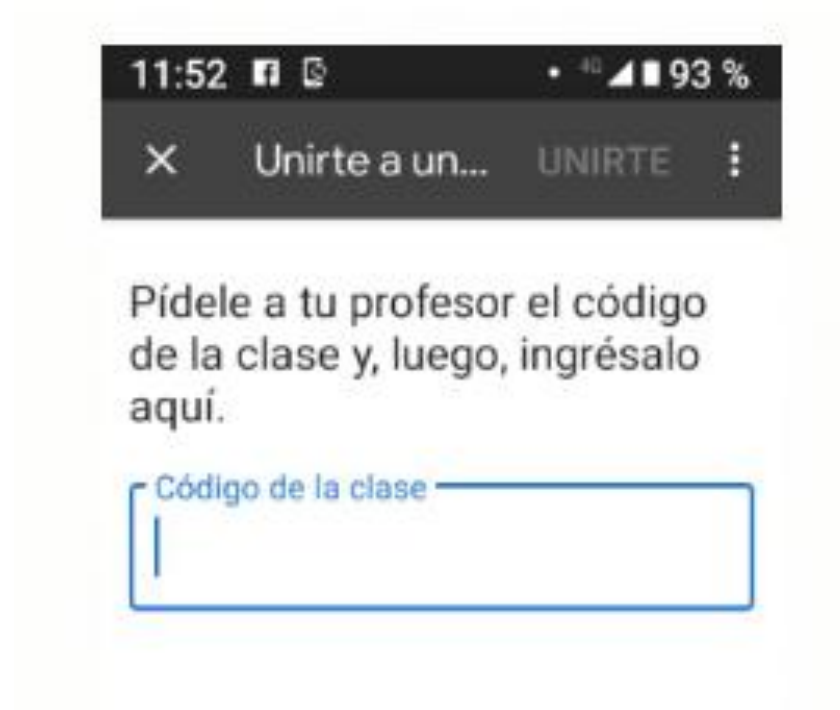 11:52 4G 93 %
Unirte a un... UNIRTE
Pídele a tu profesor el código
de la clase y, luego, ingrésalo
aquí.
Código de la clase